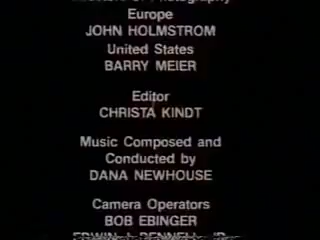 Photography
Europe
JOHN HOLMSTROM
United States
BARRY MEIER
Editor
CHRISTA KINDT
Music Composed and
Conducted by
DANA NEWHOUSE
Camera Operators
BOB EBINGER